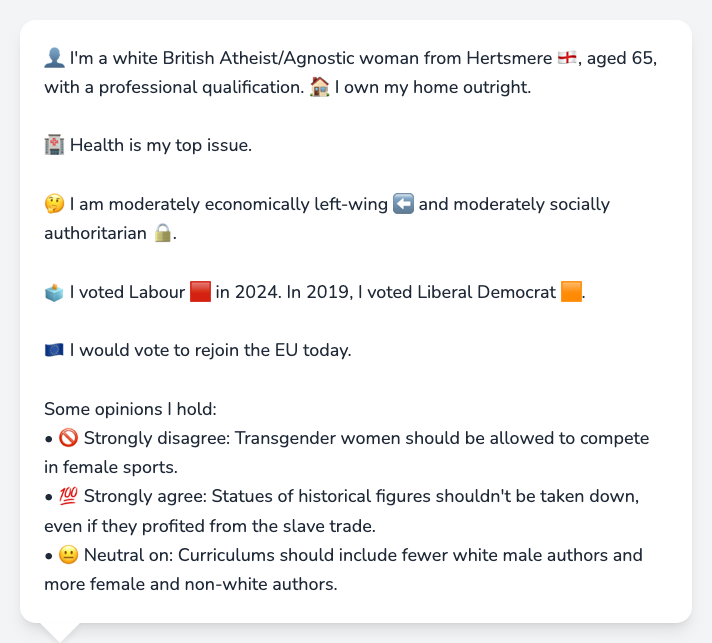 👤 I'm a white British Atheist/Agnostic woman from Hertsmere 🏴󠁧󠁢󠁥󠁮󠁧󠁿, aged 65,
with a professional qualification. 🏠 I own my home outright.
🏥 Health is my top issue.
🤔 I am moderately economically left-wing ⬅️ and moderately socially
authoritarian 🔒.
🗳️ I voted Labour 🟥 in 2024. In 2019, I voted Liberal Democrat 🟧.
🇪🇺 I would vote to rejoin the EU today.
Some opinions I hold:
• 🚫 Strongly disagree: Transgender women should be allowed to compete
in female sports.
• 💯 Strongly agree: Statues of historical figures shouldn't be taken down,
even if they profited from the slave trade.
• 😐 Neutral on: Curriculums should include fewer white male authors and
more female and non-white authors.